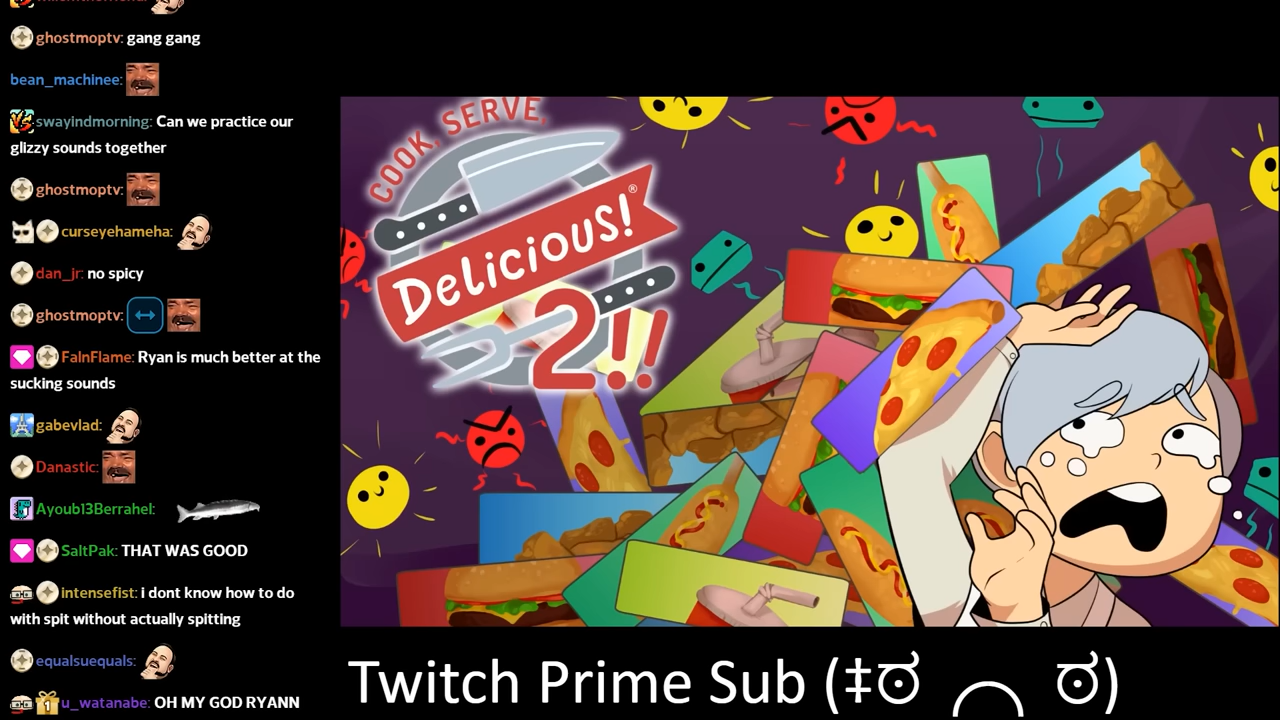 ghostmoptv: gang gang
bean_machinee:
swayindmorning: Can we practice our
glizzy sounds together
ghostmoptv:
curseyehameha:
dan_jr: no spicy
ghostmoptv:
FalnFlame: Ryan is much better at the
sucking sounds
gabevlad:
Danastic:
Ayoub13Berrahel:
SaltPak: THAT WAS GOOD
intensefist: i dont know how to do
with spit without actually spitting
equalsuequals:
u_watanabe: OH MY GOD RYANN
COOK, SERVE,
Delicious!®
2!!
Twitch Prime Sub (‡ಠ ╭╮ ಠ)